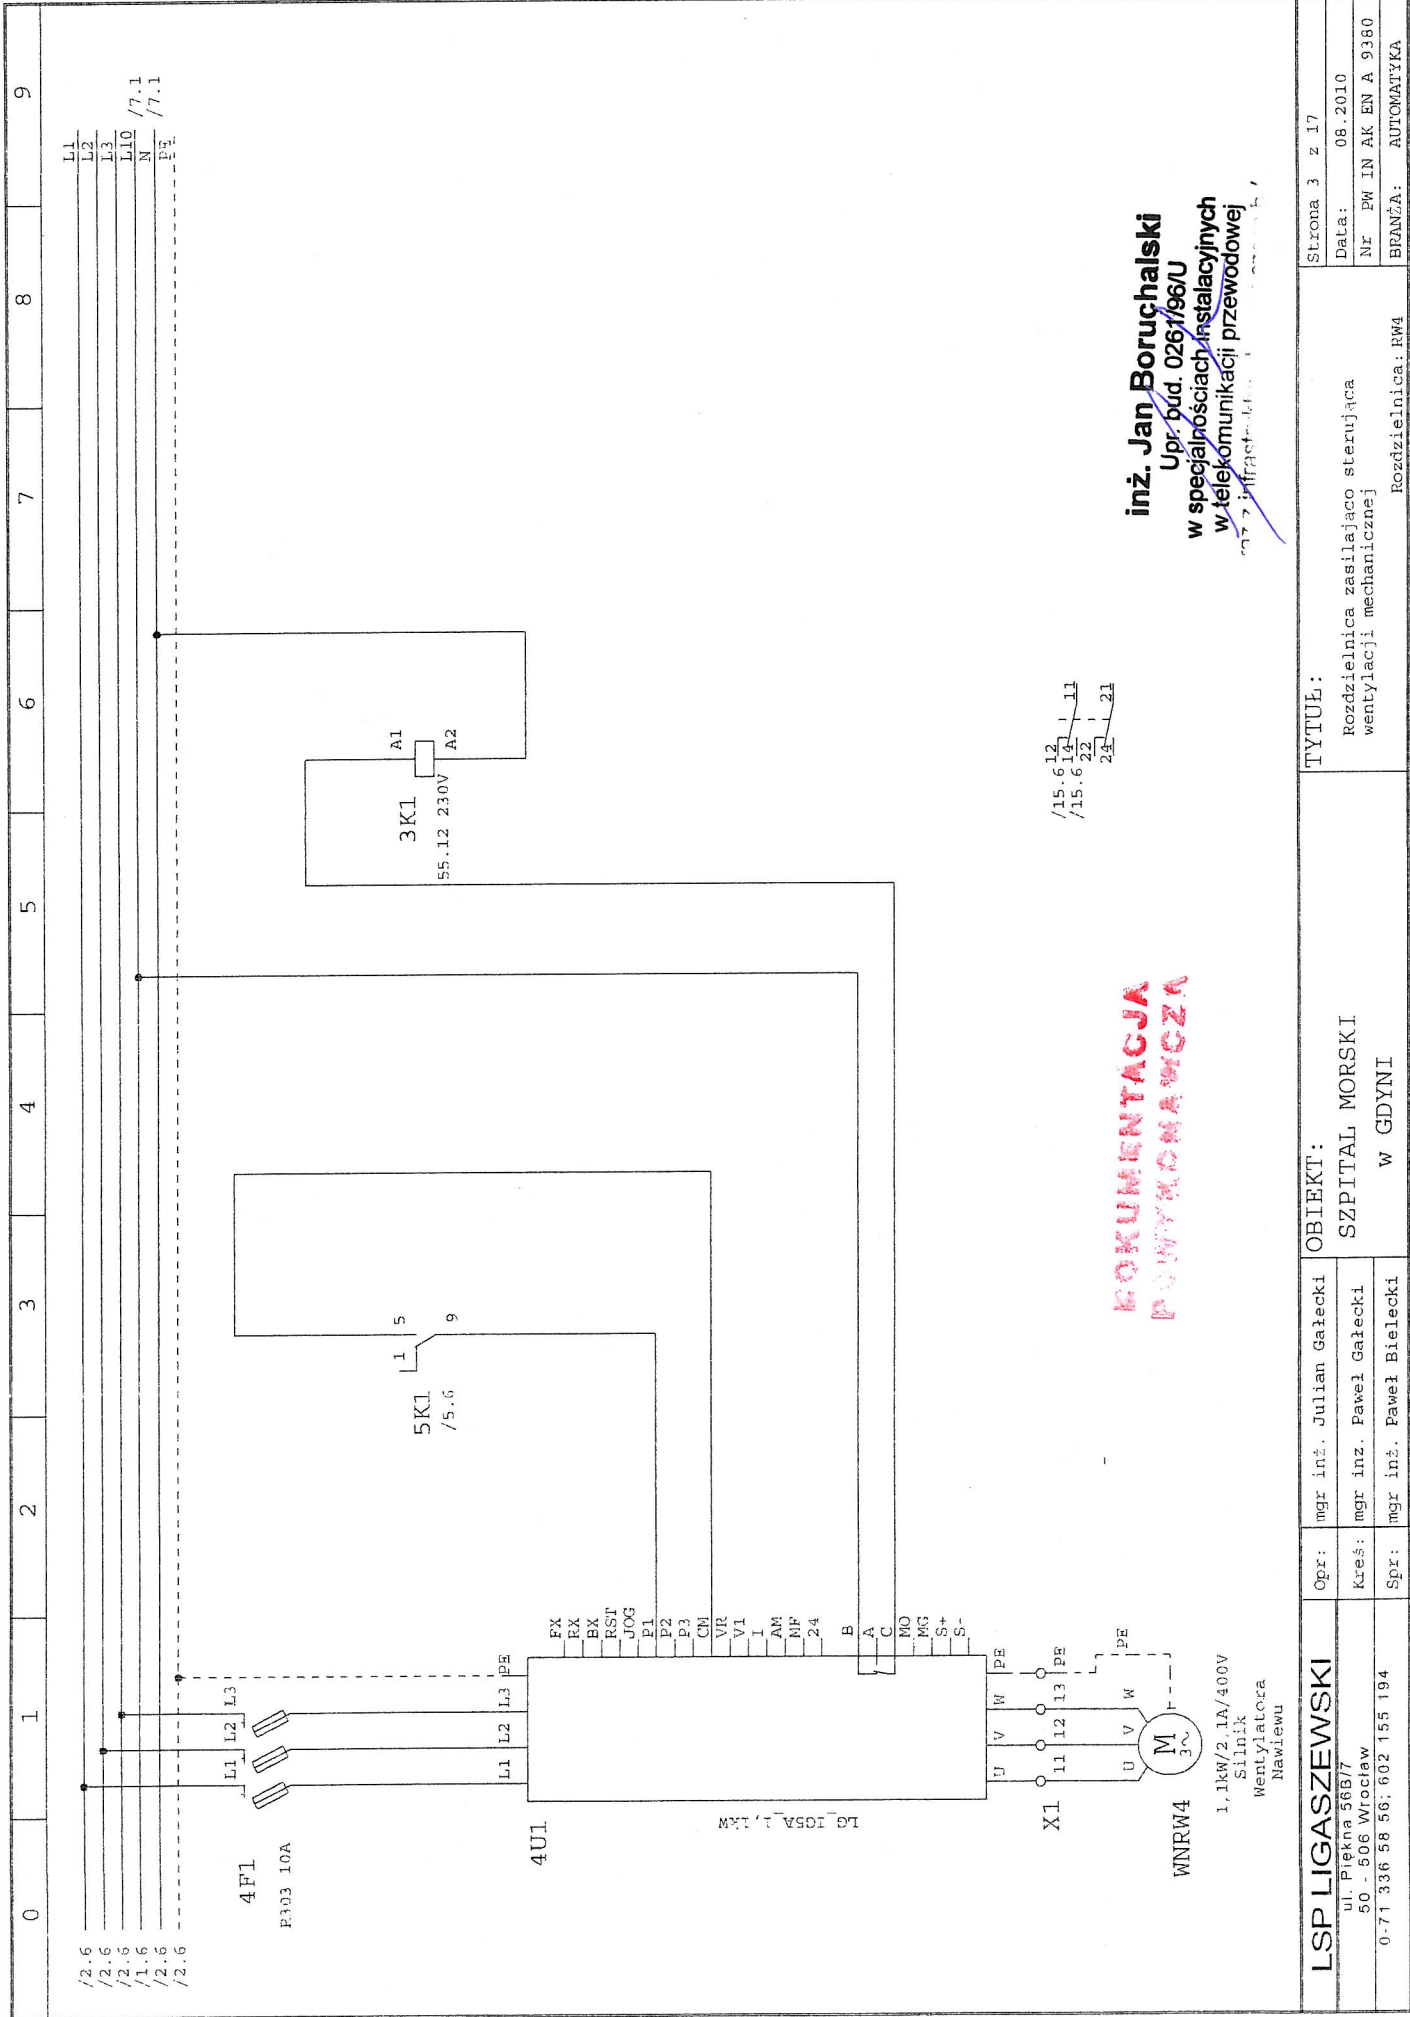 0 1 2 3 4 5 6 7 8 9
/2.6 L1
/2.6 L2
/2.6 L3
/1.6 L10 /7.1
/2.6 N /7.1
/2.6 PE
4F1
R303 10A
L1 L2 L3
5K1
/5.6
1 5
9
3K1
55.12 230V
A1
A2
4U1
L1 L2 L3 PE
LG_IG5A_1,1kW
FX
RX
BX
RST
JOG
P1
P2
P3
CM
VR
V1
I
AM
MF
24
B
A
C
MO
MG
S+
S-
U V W PE
X1
11 12 13 PE
U V W PE
M
3~
WNRW4
1,1kW/2,1A/400V
Silnik
Wentylatora
Nawiewu
/15.6 12
/15.6 14 11
22
24 21
DOKUMENTACJA
POWYKONAWCZA
inż. Jan Boruchalski
Upr. bud. 0261/96/U
w specjalnościach instalacyjnych
w telekomunikacji przewodowej
LSP LIGASZEWSKI
ul. Piękna 56B/7
50 - 506 Wrocław
0-71 336 58 56; 602 155 194
Opr: mgr inż. Julian Gałecki
Kreś: mgr inz. Paweł Gałecki
Spr: mgr inż. Paweł Bielecki
OBIEKT:
SZPITAL MORSKI
W GDYNI
TYTUŁ:
Rozdzielnica zasilająco sterująca
wentylacji mechanicznej
Rozdzielnica: RW4
Strona 3 z 17
Data: 08.2010
Nr PW IN AK EN A 9380
BRANŻA: AUTOMATYKA